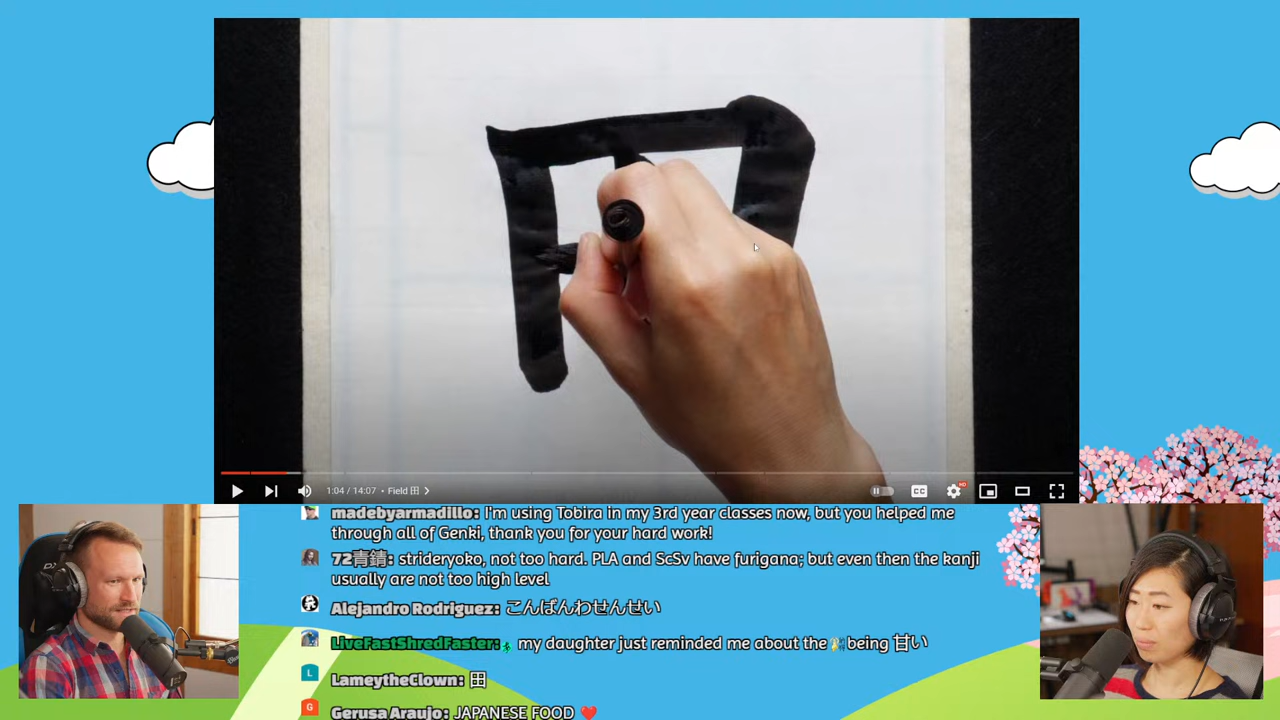 1:04 / 14:07 • Field 田
CC
HD
madebyarmadillo: I'm using Tobira in my 3rd year classes now, but you helped me
through all of Genki, thank you for your hard work!
72青錆: strideryoko, not too hard. PLA and ScSv have furigana; but even then the kanji
usually are not too high level
Alejandro Rodriguez: こんばんわせんせい
LiveFastShredFaster: my daughter just reminded me about the being 甘い
L
LameytheClown: 田
G
Gerusa Araujo: JAPANESE FOOD